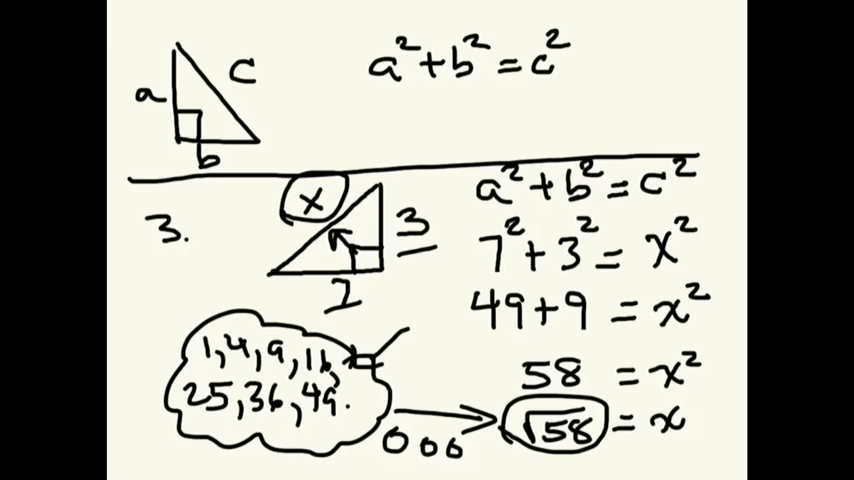 a
c
b
a² + b² = c²
3.
x
3
7
a² + b² = c²
7² + 3² = x²
49 + 9 = x²
58 = x²
√58 = x
1, 4, 9, 16,
25, 36, 49.